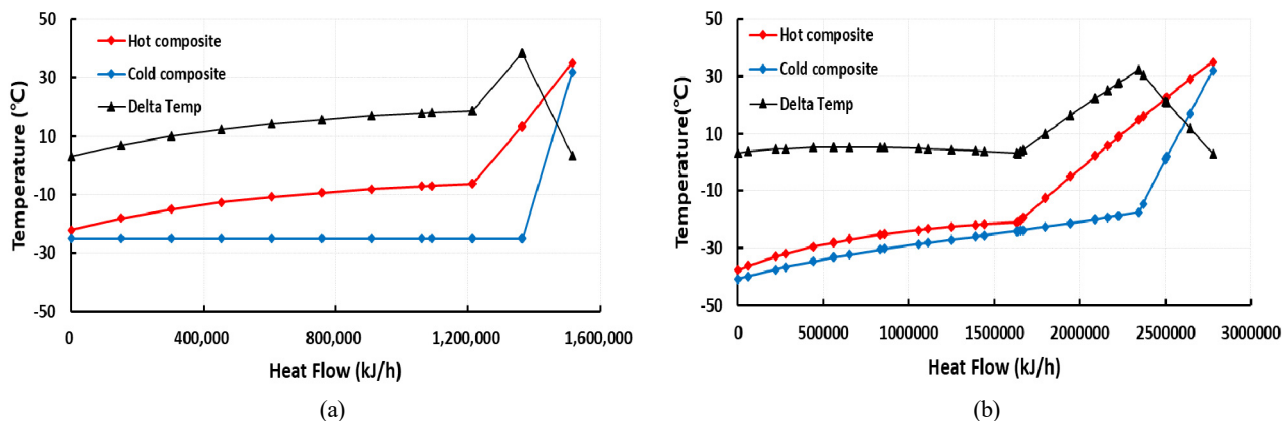 50
30
10
-10
-30
-50
Temperature (°C)
Hot composite
Cold composite
Delta Temp
0
400,000
800,000
1,200,000
1,600,000
Heat Flow (kJ/h)
(a)
50
30
10
-10
-30
-50
Temperature(°C)
Hot composite
Cold composite
Delta Temp
0
500000
1000000
1500000
2000000
2500000
3000000
Heat Flow (kJ/h)
(b)